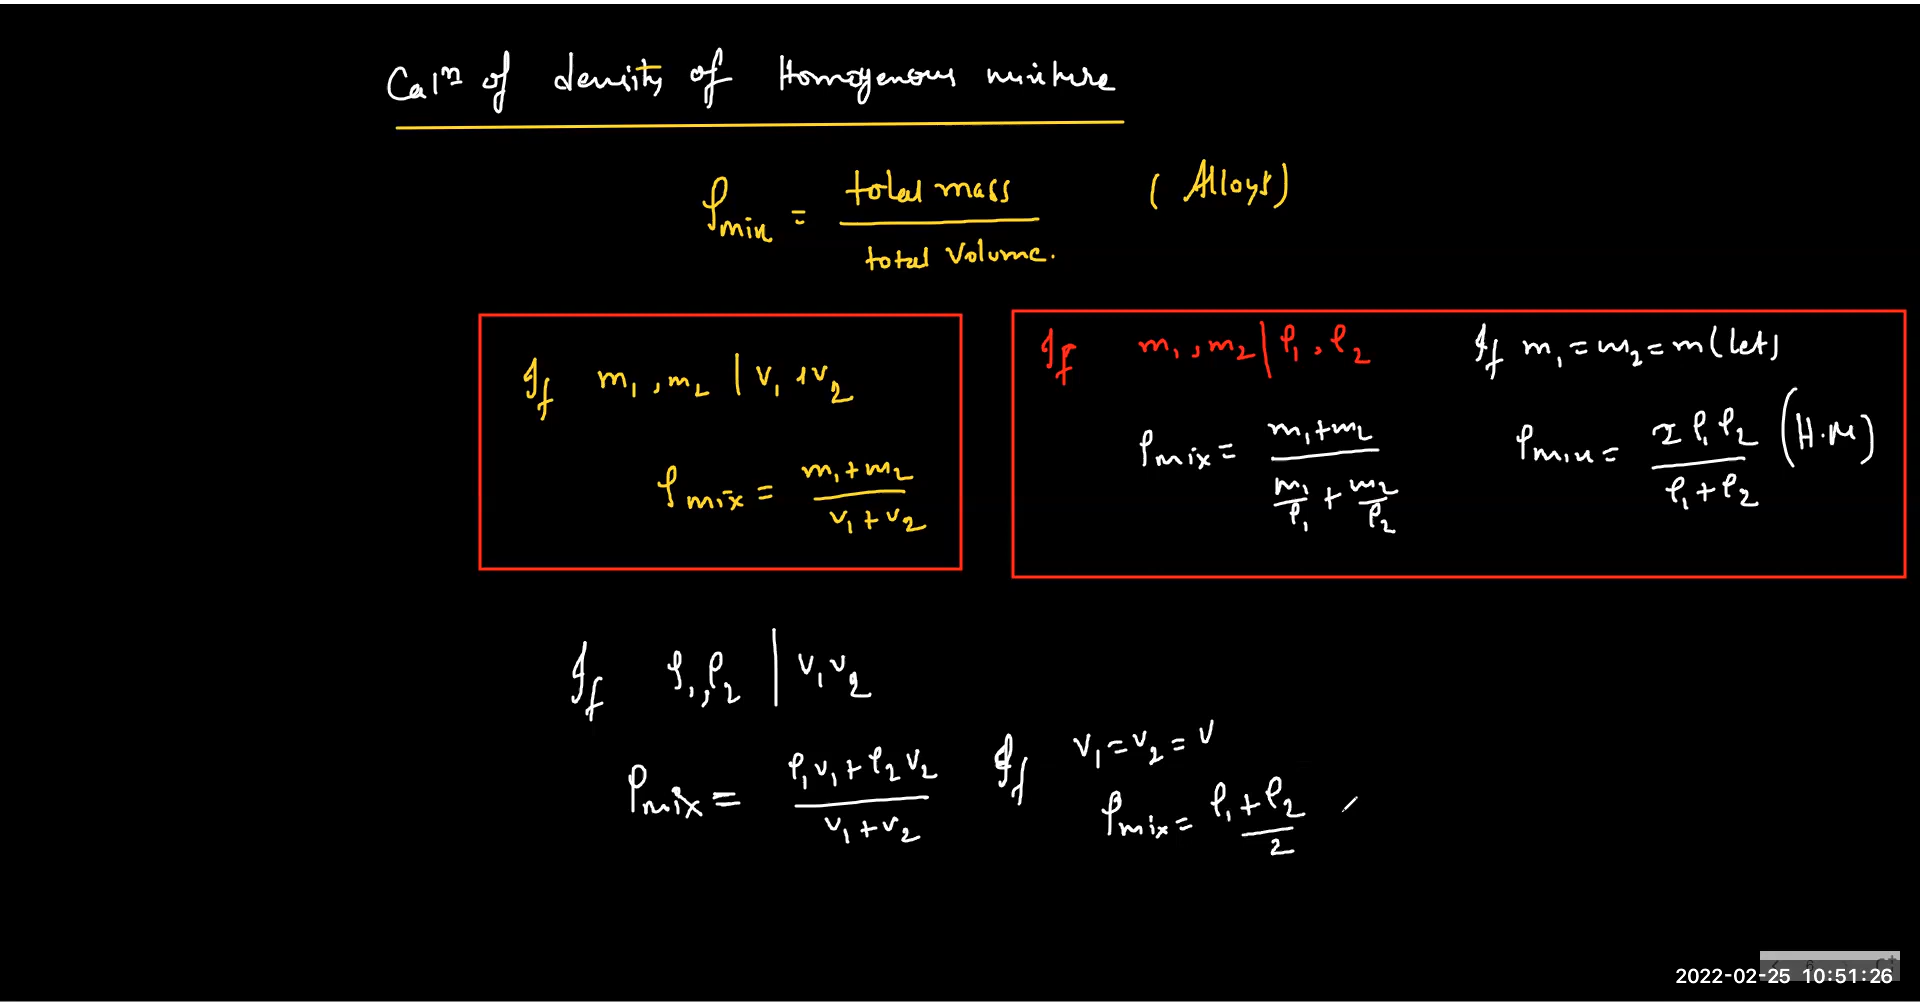 Calⁿ of density of Homogenous mixture
ρmix = total mass / total Volume. (Alloys)
If m₁, m₂ | v₁, v₂
ρmix = (m₁+m₂) / (v₁+v₂)
If m₁, m₂ | ρ₁, ρ₂
ρmix = (m₁+m₂) / (m₁/ρ₁ + m₂/ρ₂)
If m₁ = m₂ = m (let)
ρmix = 2ρ₁ρ₂ / (ρ₁+ρ₂) (H.M)
If ρ₁, ρ₂ | v₁ v₂
ρmix = (ρ₁v₁ + ρ₂v₂) / (v₁+v₂)
If v₁ = v₂ = v
ρmix = (ρ₁+ρ₂) / 2
2022-02-25 10:51:26